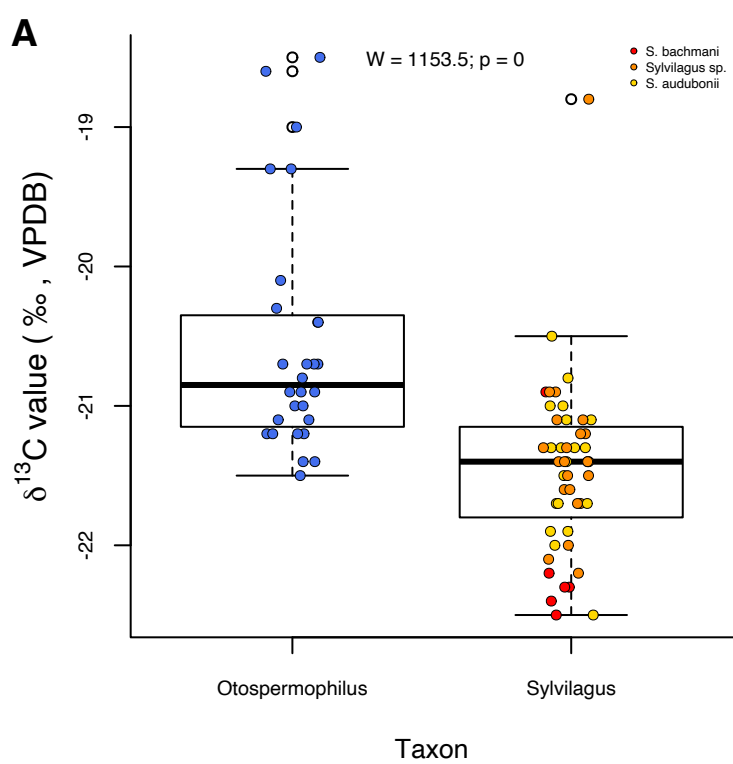 A
W = 1153.5; p = 0
S. bachmani
Sylvilagus sp.
S. audubonii
δ¹³C value ( ‰ , VPDB)
-19
-20
-21
-22
Otospermophilus
Sylvilagus
Taxon